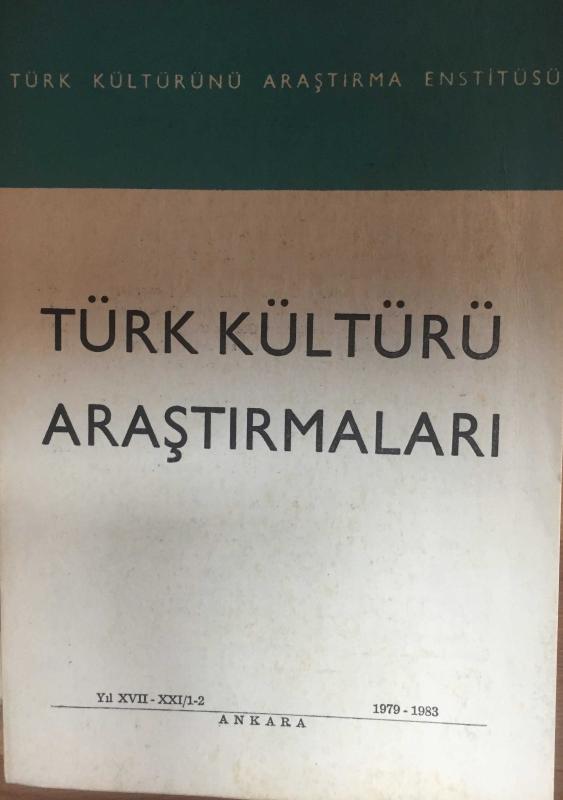 TÜRK KÜLTÜRÜNÜ ARAŞTIRMA ENSTİTÜSÜ
TÜRK KÜLTÜRÜ
ARAŞTIRMALARI
Yıl XVII - XXI/1-2 1979 - 1983
ANKARA